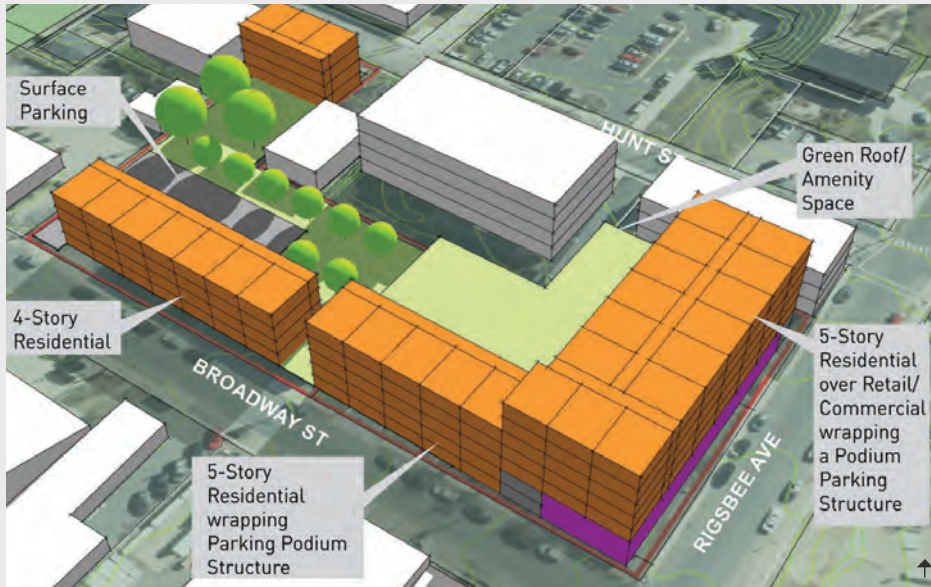 Surface
Parking
HUNT ST
Green Roof/
Amenity
Space
4-Story
Residential
BROADWAY ST
5-Story
Residential
wrapping
Parking Podium
Structure
RIGSBEE AVE
5-Story
Residential
over Retail/
Commercial
wrapping
a Podium
Parking
Structure